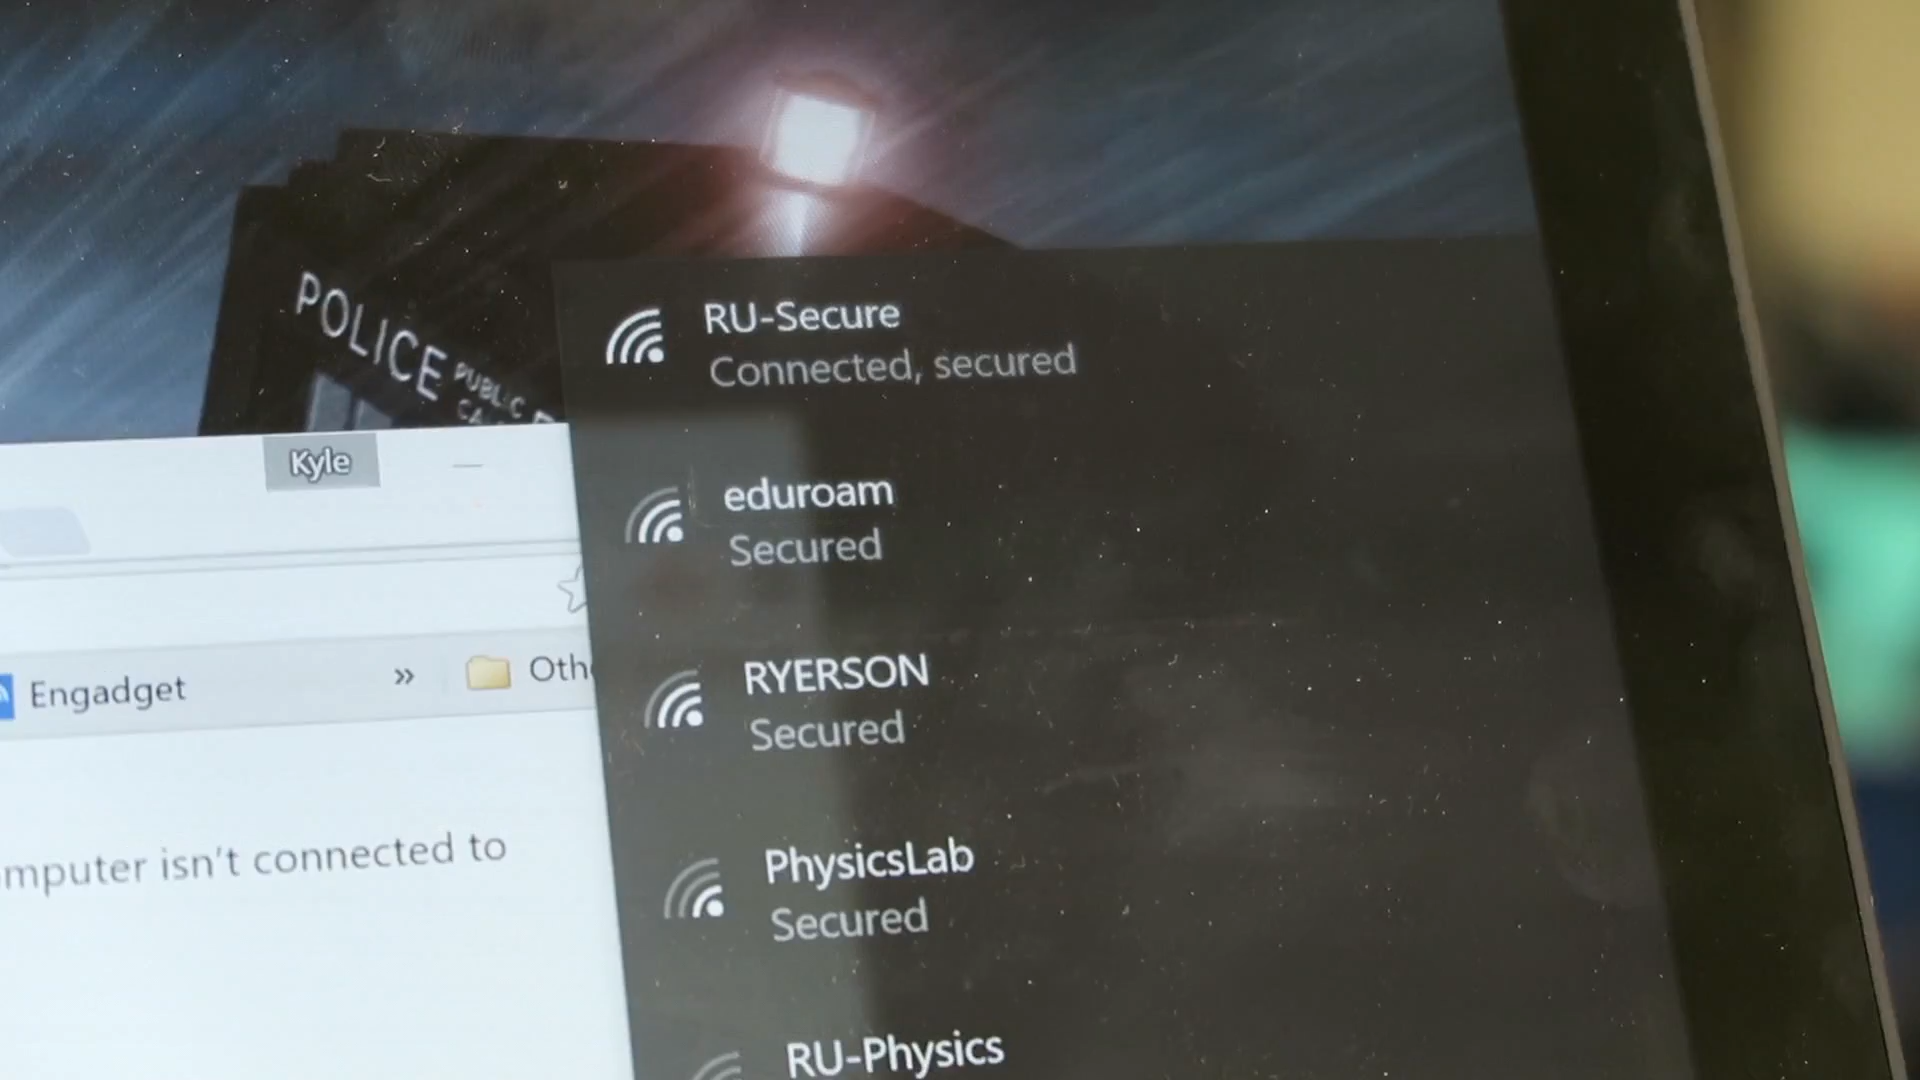 POLICE
PUBLIC
Kyle
Engadget
»
Othe
mputer isn't connected to
RU-Secure
Connected, secured
eduroam
Secured
RYERSON
Secured
PhysicsLab
Secured
RU-Physics